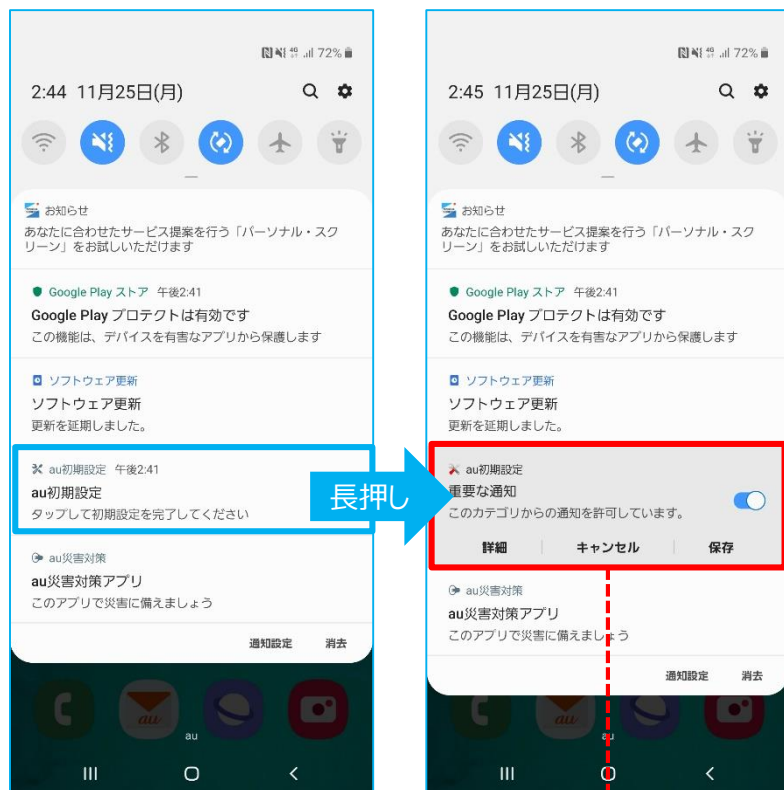 4G 72%
2:44 11月25日(月)
お知らせ
あなたに合わせたサービス提案を行う「パーソナル・スク
リーン」をお試しいただけます
Google Play ストア 午後2:41
Google Play プロテクトは有効です
この機能は、デバイスを有害なアプリから保護します
ソフトウェア更新
ソフトウェア更新
更新を延期しました。
au初期設定 午後2:41
au初期設定
タップして初期設定を完了してください
au災害対策
au災害対策アプリ
このアプリで災害に備えましょう
通知設定 消去
au
au
長押し
4G 72%
2:45 11月25日(月)
お知らせ
あなたに合わせたサービス提案を行う「パーソナル・スク
リーン」をお試しいただけます
Google Play ストア 午後2:41
Google Play プロテクトは有効です
この機能は、デバイスを有害なアプリから保護します
ソフトウェア更新
ソフトウェア更新
更新を延期しました。
au初期設定
重要な通知
このカテゴリからの通知を許可しています。
詳細 キャンセル 保存
au災害対策
au災害対策アプリ
このアプリで災害に備えましょう
通知設定 消去
au
au